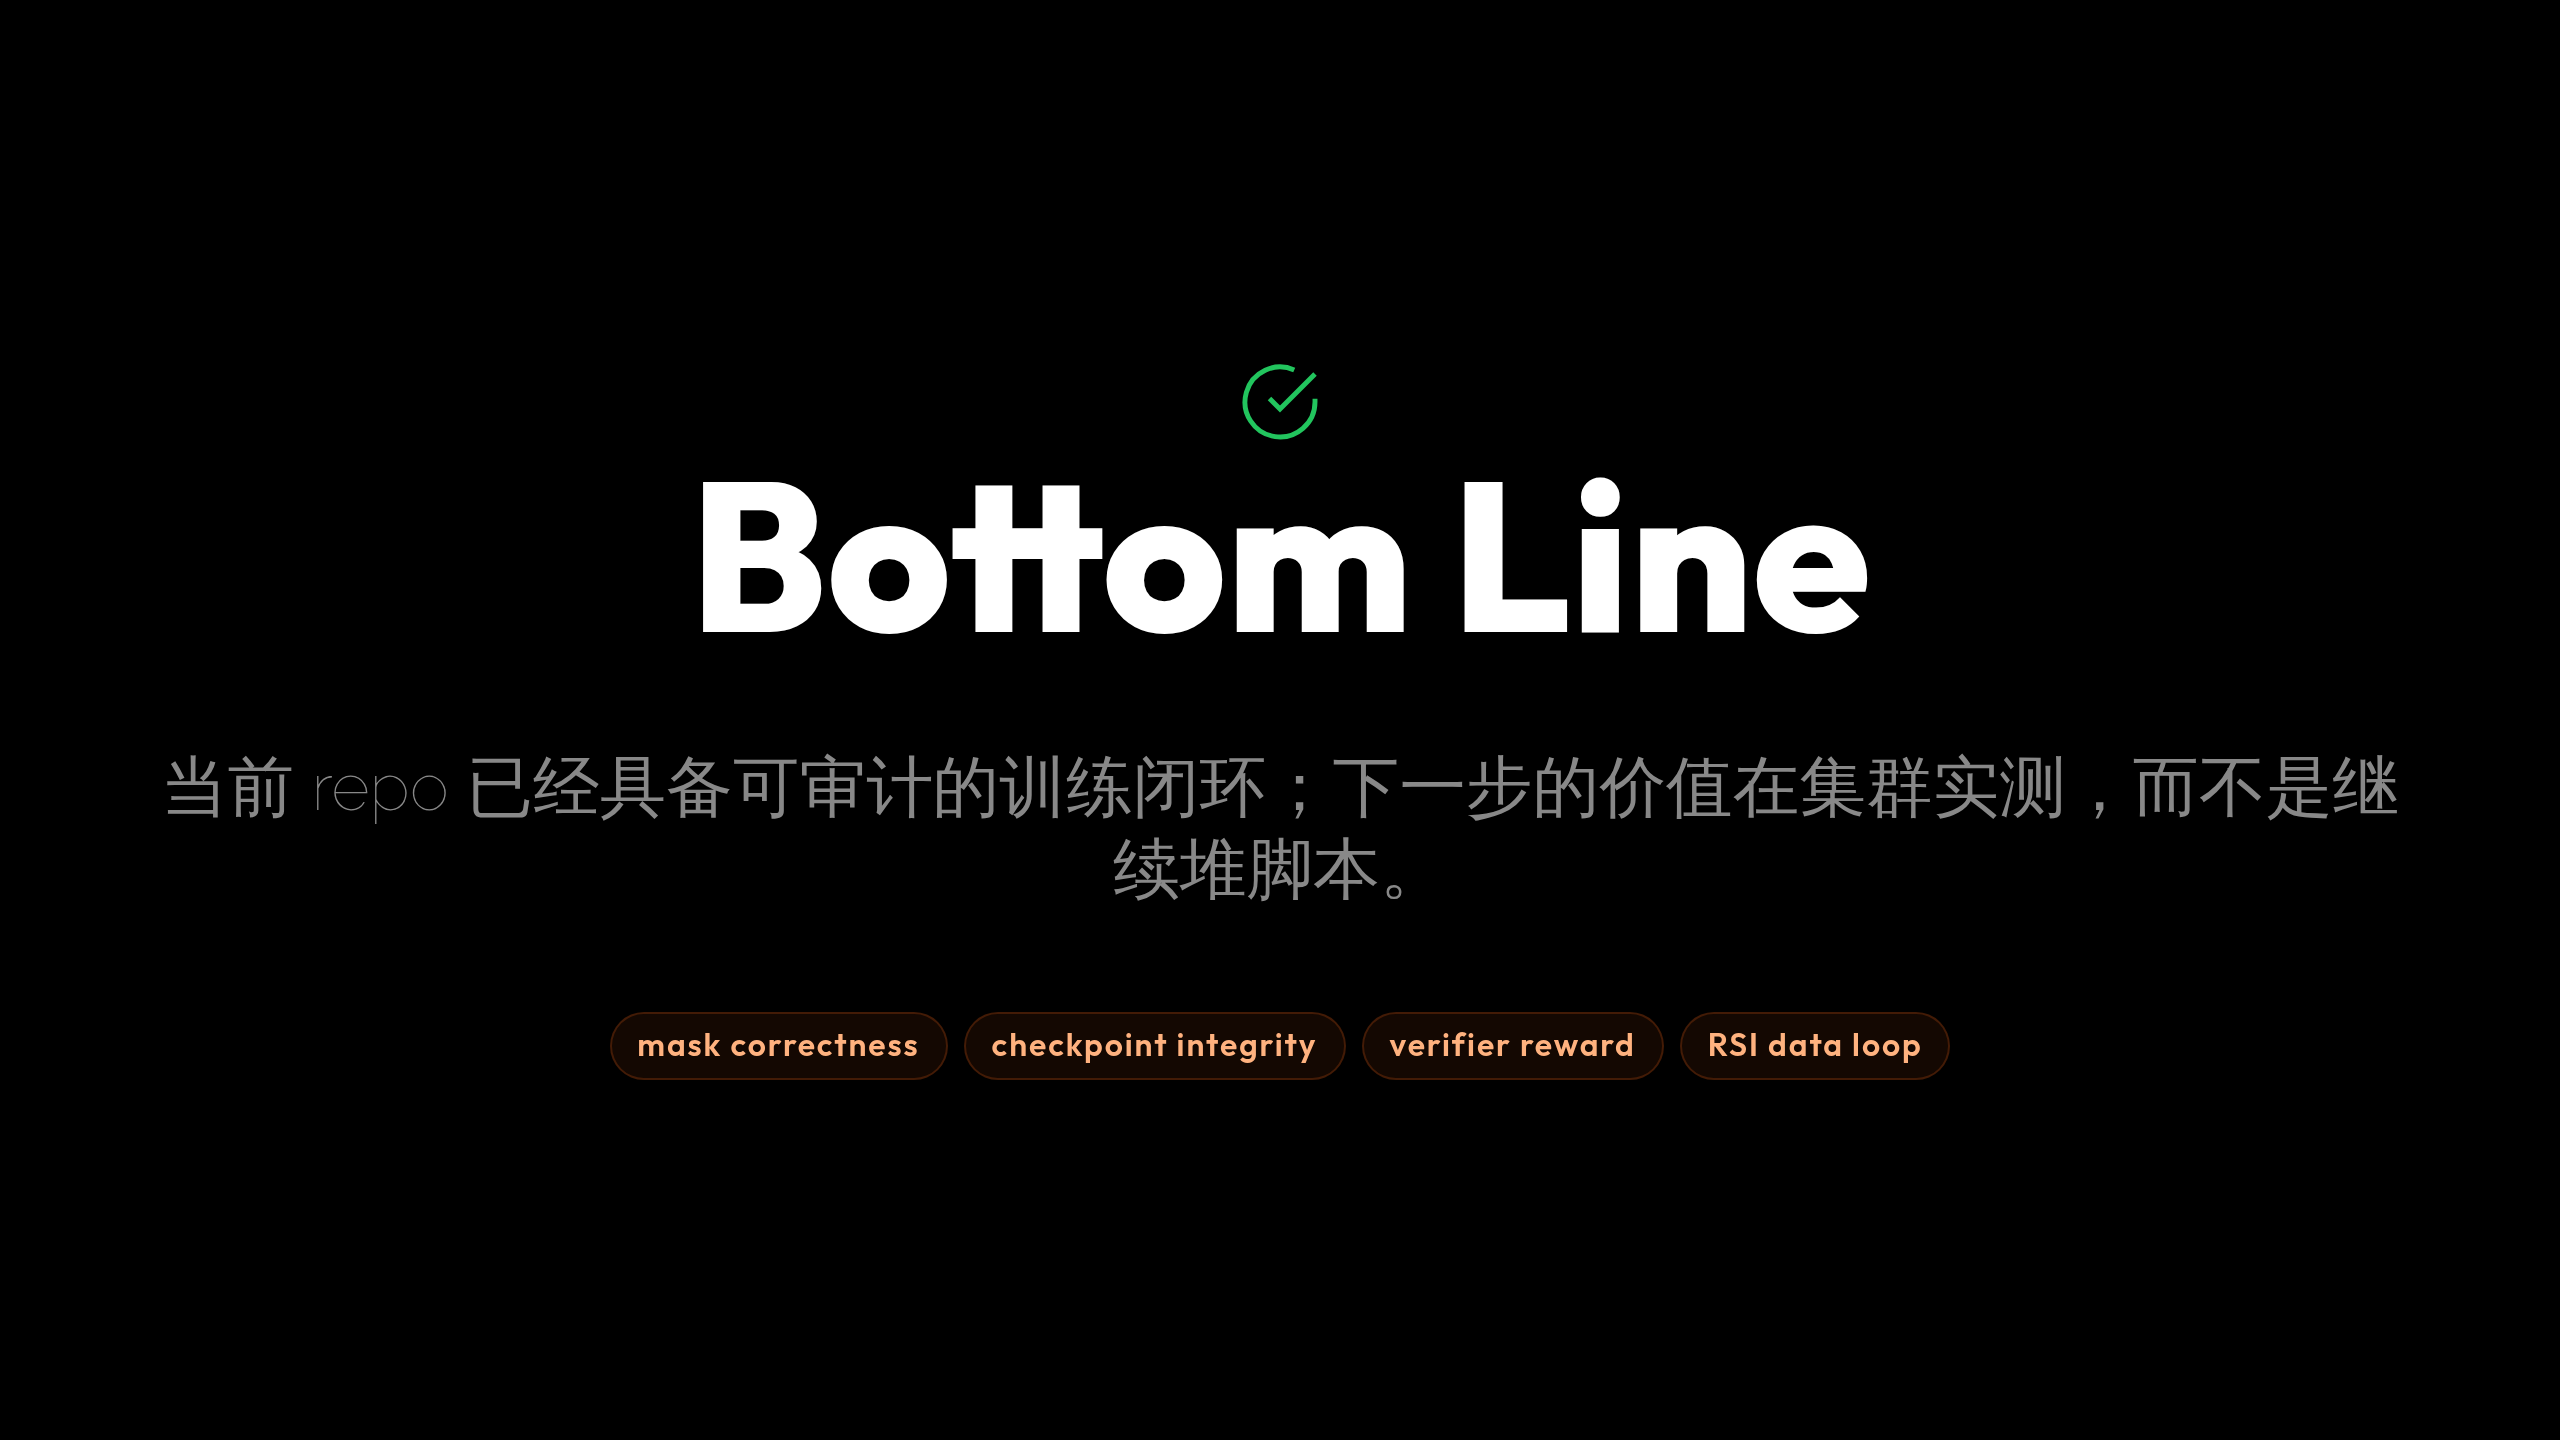 Bottom Line
当前 repo 已经具备可审计的训练闭环；下一步的价值在集群实测，而不是继
续堆脚本。
mask correctness checkpoint integrity verifier reward RSI data loop